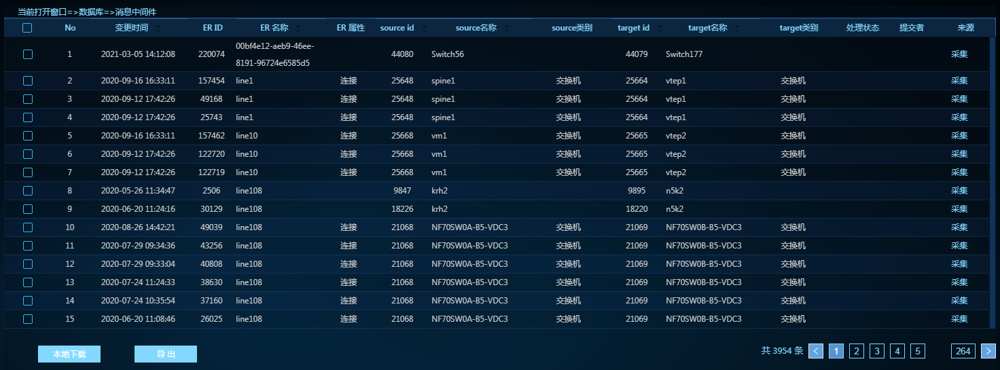 当前打开窗口=>数据库=>消息中间件
No 变更时间 ER ID ER 名称 ER 属性 source id source名称 source类别 target id target名称 target类别 处理状态 提交者 来源
1 2021-03-05 14:12:08 220074 00bf4e12-aeb9-46ee-8191-96724e6585d5 44080 Switch56 44079 Switch177 采集
2 2020-09-16 16:33:11 157454 line1 连接 25648 spine1 交换机 25664 vtep1 交换机 采集
3 2020-09-12 17:42:26 49168 line1 连接 25648 spine1 交换机 25664 vtep1 交换机 采集
4 2020-09-12 17:42:26 25743 line1 连接 25648 spine1 交换机 25664 vtep1 交换机 采集
5 2020-09-16 16:33:11 157462 line10 连接 25668 vm1 交换机 25665 vtep2 交换机 采集
6 2020-09-12 17:42:26 122720 line10 连接 25668 vm1 交换机 25665 vtep2 交换机 采集
7 2020-09-12 17:42:26 122719 line10 连接 25668 vm1 交换机 25665 vtep2 交换机 采集
8 2020-05-26 11:34:47 2506 line108 9847 krh2 9895 n5k2 采集
9 2020-06-20 11:24:16 30129 line108 18226 krh2 18220 n5k2 采集
10 2020-08-26 14:42:21 49039 line108 连接 21068 NF70SW0A-B5-VDC3 交换机 21069 NF70SW0B-B5-VDC3 交换机 采集
11 2020-07-29 09:34:36 43256 line108 连接 21068 NF70SW0A-B5-VDC3 交换机 21069 NF70SW0B-B5-VDC3 交换机 采集
12 2020-07-29 09:33:04 40808 line108 连接 21068 NF70SW0A-B5-VDC3 交换机 21069 NF70SW0B-B5-VDC3 交换机 采集
13 2020-07-24 11:24:33 38630 line108 连接 21068 NF70SW0A-B5-VDC3 交换机 21069 NF70SW0B-B5-VDC3 交换机 采集
14 2020-07-24 10:35:54 37160 line108 连接 21068 NF70SW0A-B5-VDC3 交换机 21069 NF70SW0B-B5-VDC3 交换机 采集
15 2020-06-20 11:08:46 26025 line108 连接 21068 NF70SW0A-B5-VDC3 交换机 21069 NF70SW0B-B5-VDC3 交换机 采集
本地下载 导出 共 3954 条 < 1 2 3 4 5 ... 264 >